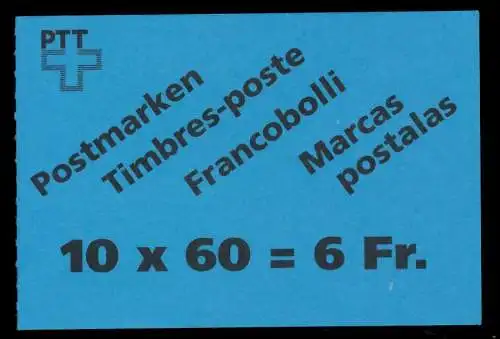 PTT
Postmarken
Timbres-poste
Francobolli
Marcas
postalas
10 x 60 = 6 Fr.